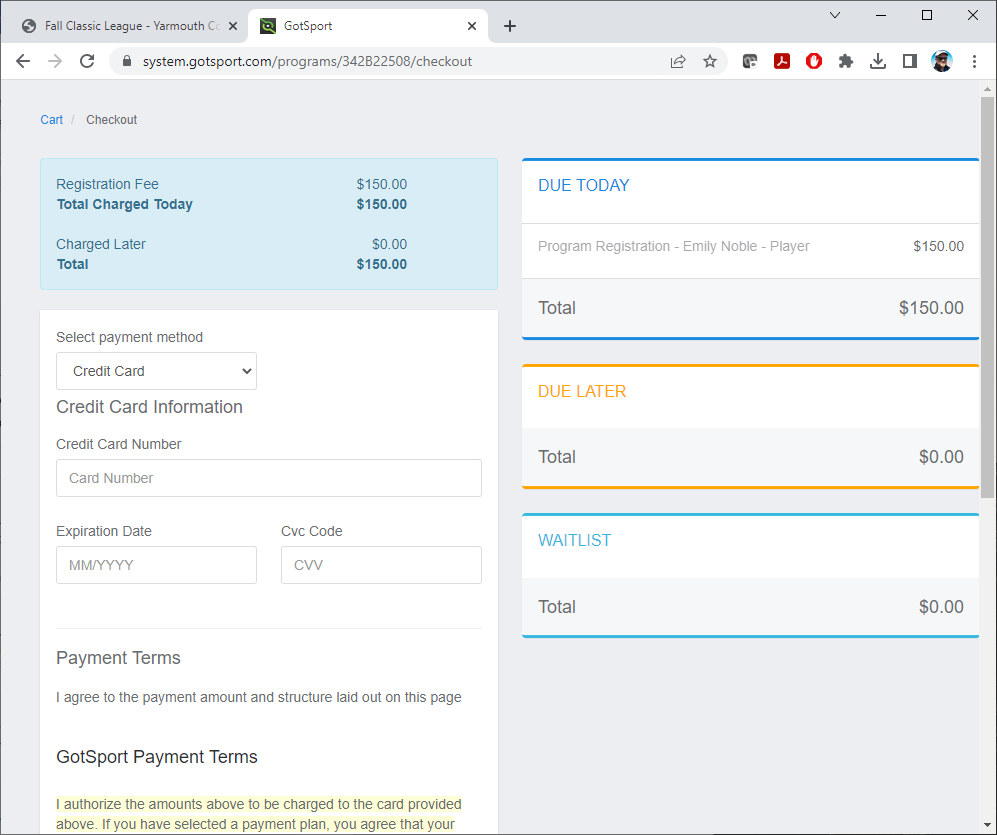 Fall Classic League - Yarmouth Co
GotSport
system.gotsport.com/programs/342B22508/checkout
Cart / Checkout
Registration Fee $150.00
Total Charged Today $150.00
Charged Later $0.00
Total $150.00
Select payment method
Credit Card
Credit Card Information
Credit Card Number
Card Number
Expiration Date Cvc Code
MM/YYYY CVV
Payment Terms
I agree to the payment amount and structure laid out on this page
GotSport Payment Terms
I authorize the amounts above to be charged to the card provided
above. If you have selected a payment plan, you agree that your
DUE TODAY
Program Registration - Emily Noble - Player $150.00
Total $150.00
DUE LATER
Total $0.00
WAITLIST
Total $0.00